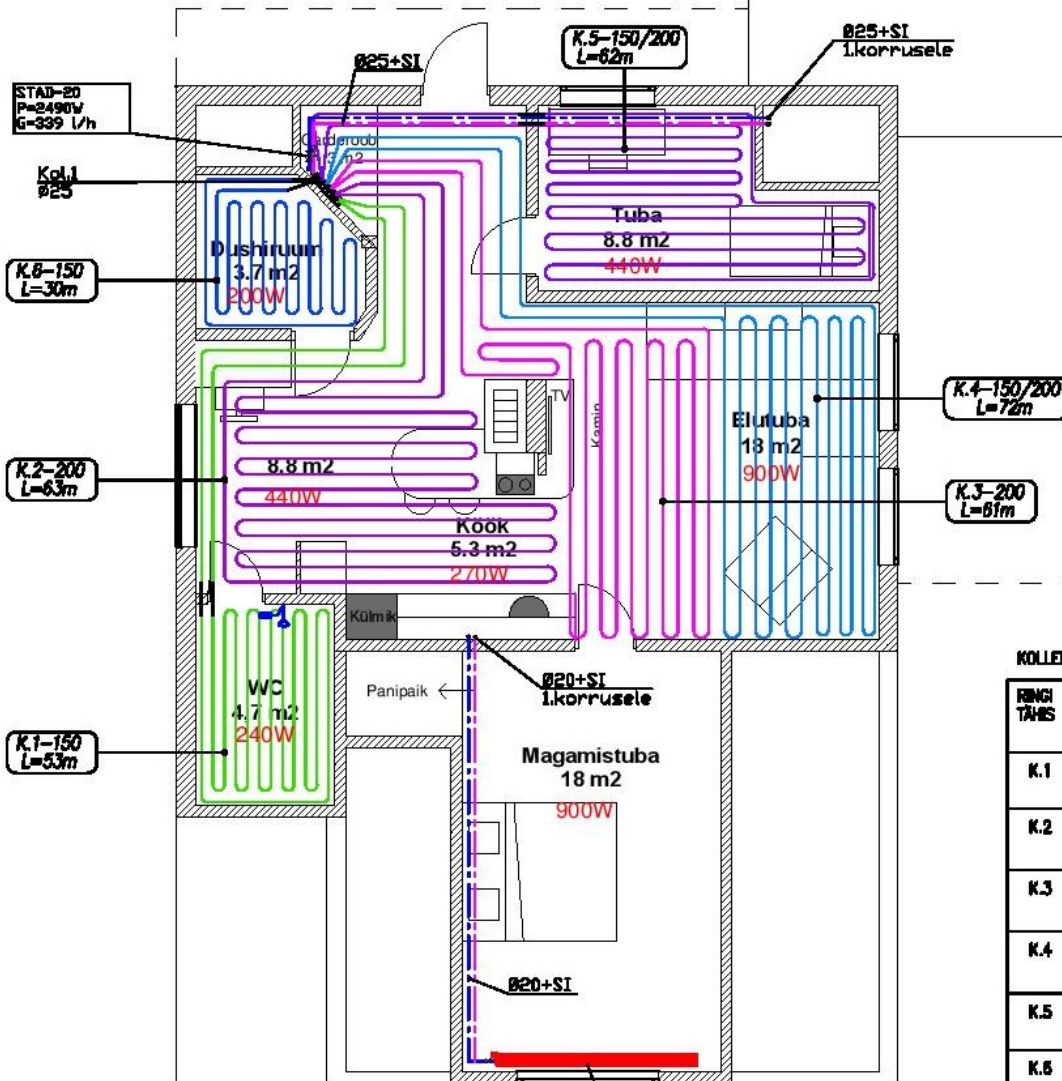 K.5-150/200
L=62m
Ø25+SI
1.korrusele
Ø25+SI
STAD-20
P=2490W
G=339 l/h
Garderoob
m2
Kol.1
Ø25
Dushiruum
3.7 m2
200W
Tuba
8.8 m2
440W
K.6-150
L=30m
K.4-150/200
L=72m
TV
Kamin
Elutuba
18 m2
900W
K.2-200
L=63m
8.8 m2
440W
K.3-200
L=61m
Köök
5.3 m2
270W
Külmik
WC
4.7 m2
240W
Panipaik
Ø20+SI
1.korrusele
K.1-150
L=53m
Magamistuba
18 m2
900W
Ø20+SI
RINGI
TÄHIS
K.1
K.2
K.3
K.4
K.5
K.6